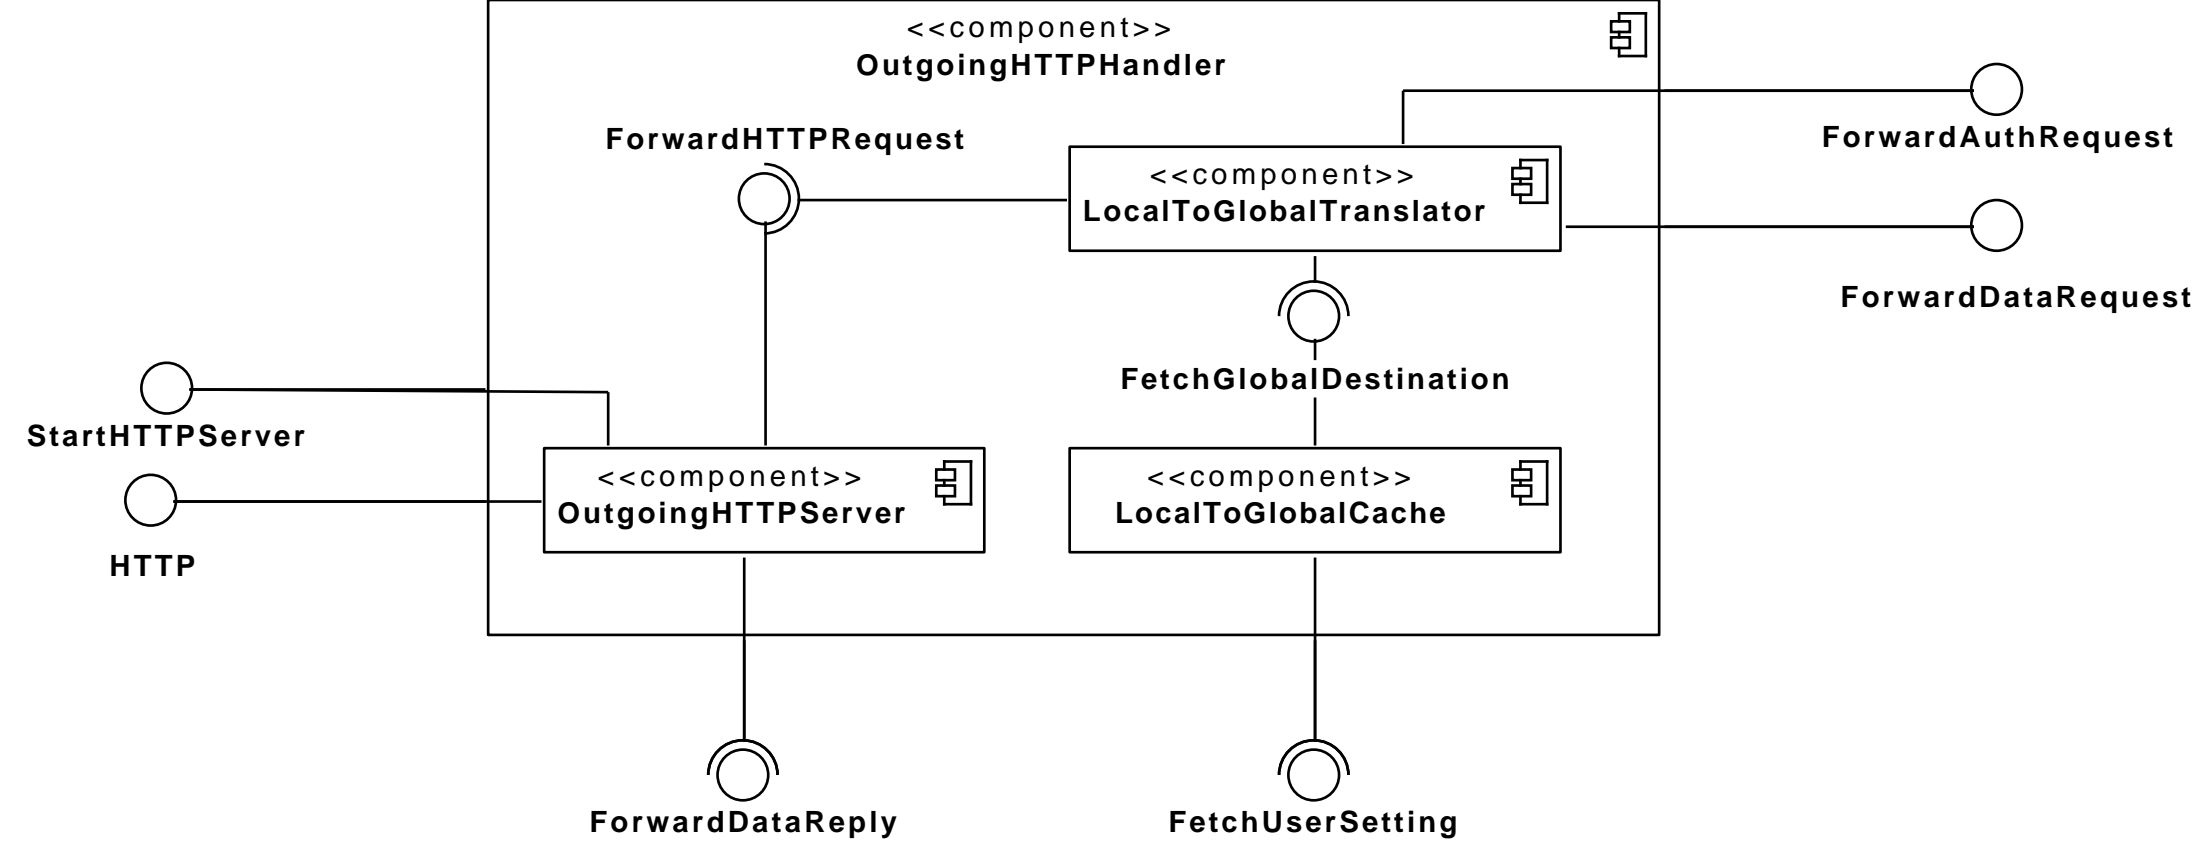 <<component>>
OutgoingHTTPHandler
ForwardHTTPRequest
ForwardAuthRequest
<<component>>
LocalToGlobalTranslator
ForwardDataRequest
FetchGlobalDestination
StartHTTPServer
<<component>>
OutgoingHTTPServer
<<component>>
LocalToGlobalCache
HTTP
ForwardDataReply
FetchUserSetting